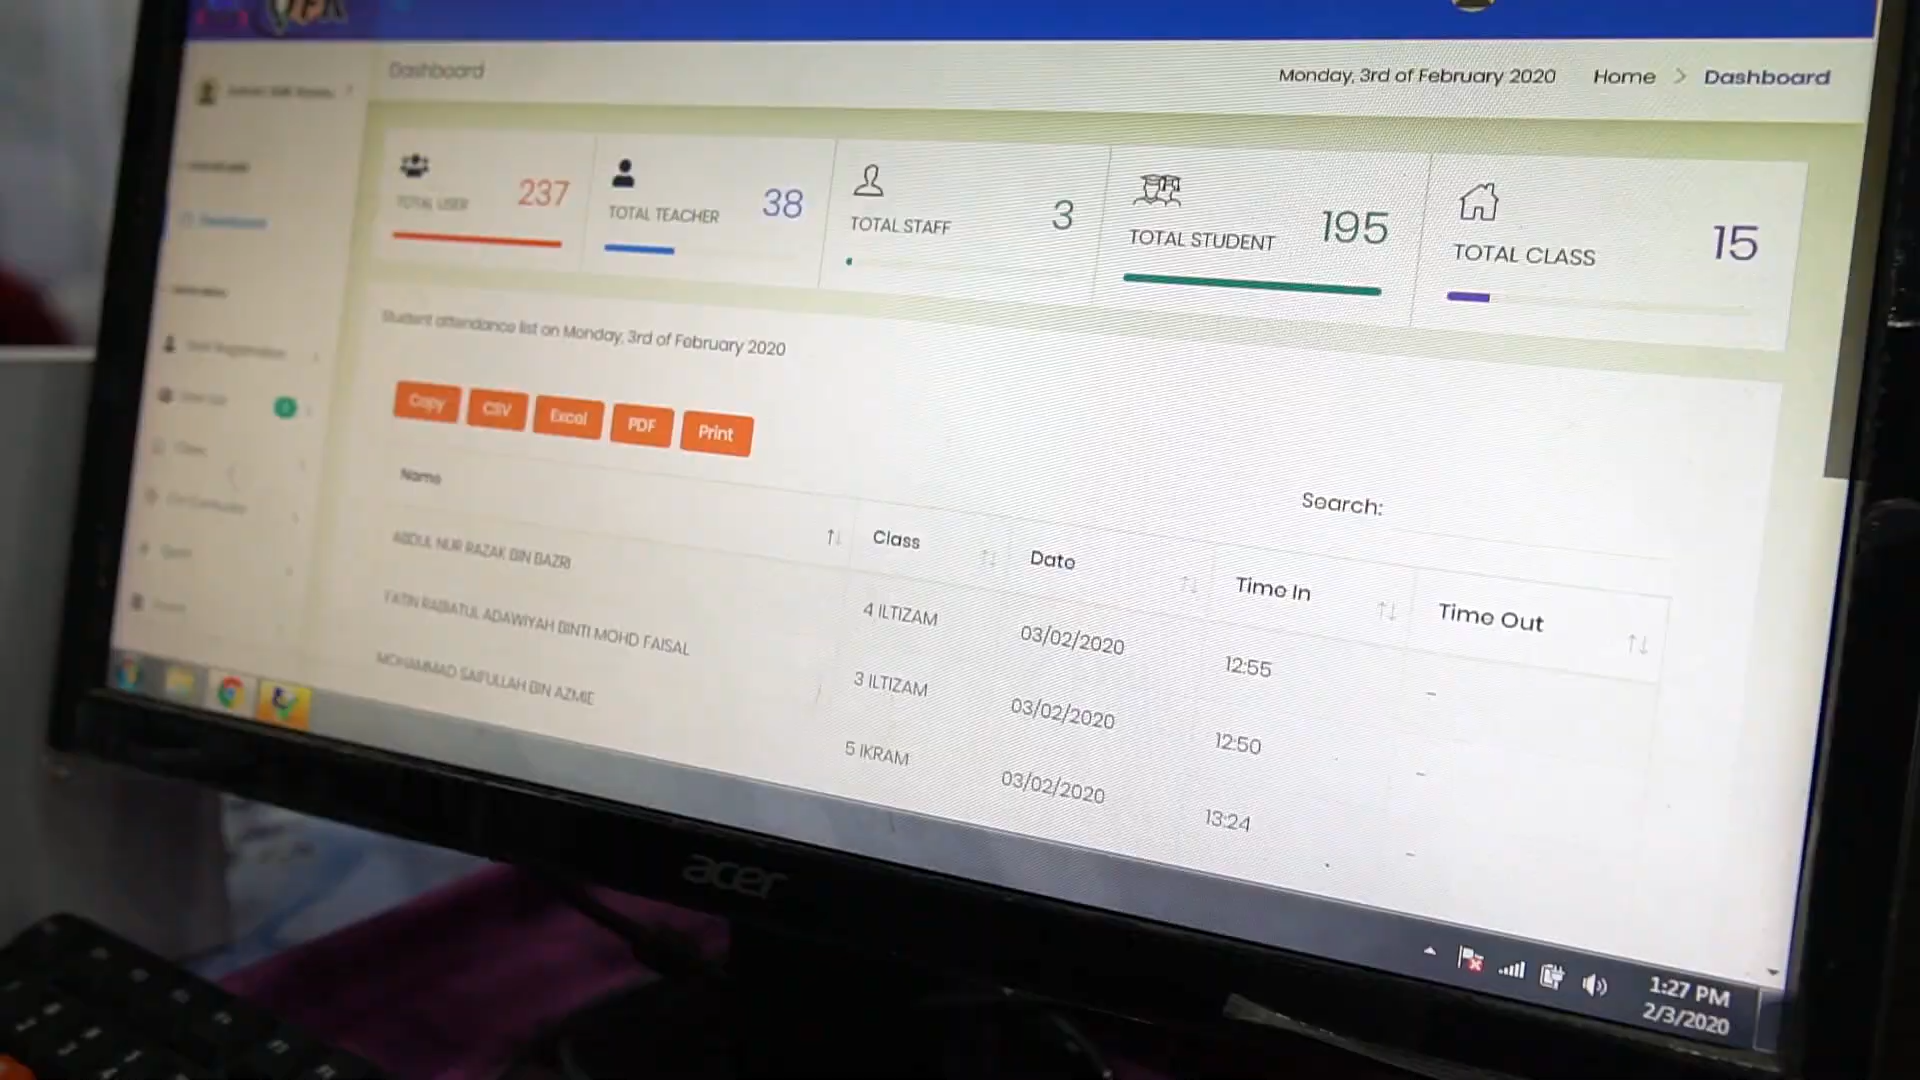 Dashboard
Monday, 3rd of February 2020 Home > Dashboard
TOTAL USER 237
TOTAL TEACHER 38
TOTAL STAFF 3
TOTAL STUDENT 195
TOTAL CLASS 15
Dashboard
Student attendance list on Monday, 3rd of February 2020
Copy CSV Excel PDF Print
Search:
Name Class Date Time In Time Out
ABDUL NUR RAZAK BIN BAZRI 4 ILTIZAM 03/02/2020 12:55 -
FATIN RABIATUL ADAWIYAH BINTI MOHD FAISAL 3 ILTIZAM 03/02/2020 12:50 -
MOHAMMAD SAIFULLAH BIN AZMIE 5 IKRAM 03/02/2020 13:24 -
1:27 PM
2/3/2020
acer